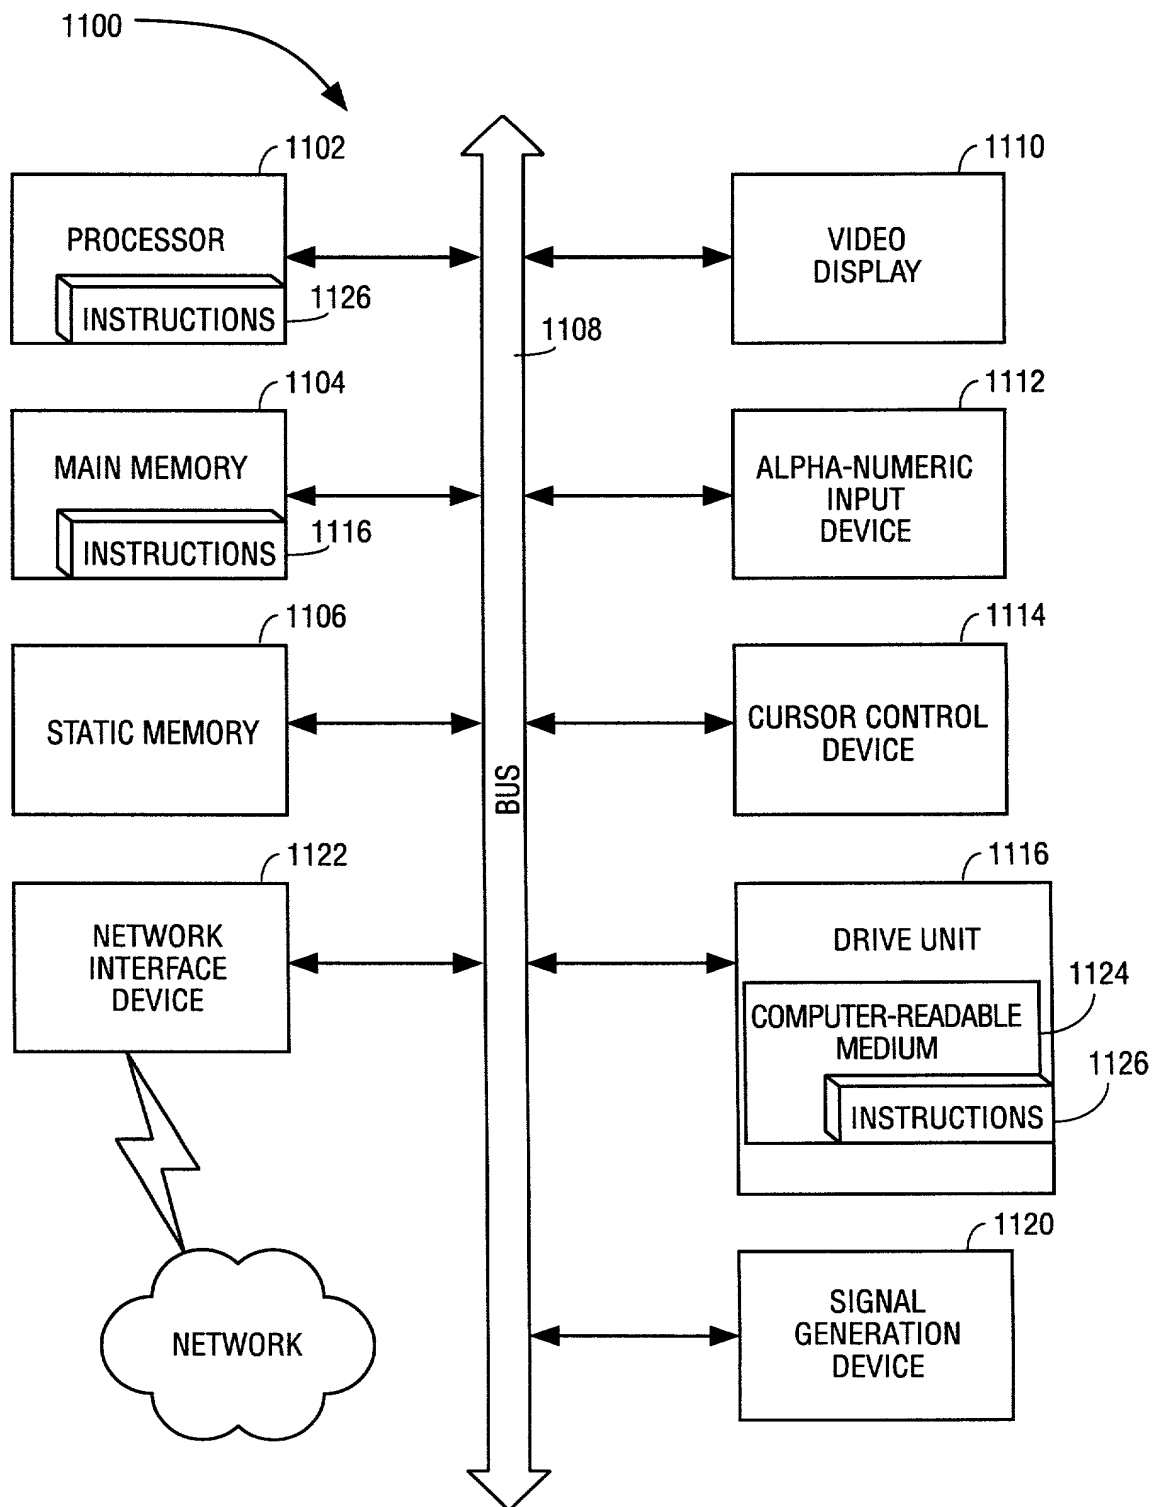 1100
1102
PROCESSOR
INSTRUCTIONS
1126
1104
MAIN MEMORY
INSTRUCTIONS
1116
1106
STATIC MEMORY
1122
NETWORK
INTERFACE
DEVICE
NETWORK
1108
BUS
1110
VIDEO
DISPLAY
1112
ALPHA-NUMERIC
INPUT
DEVICE
1114
CURSOR CONTROL
DEVICE
1116
DRIVE UNIT
1124
COMPUTER-READABLE
MEDIUM
1126
INSTRUCTIONS
1120
SIGNAL
GENERATION
DEVICE